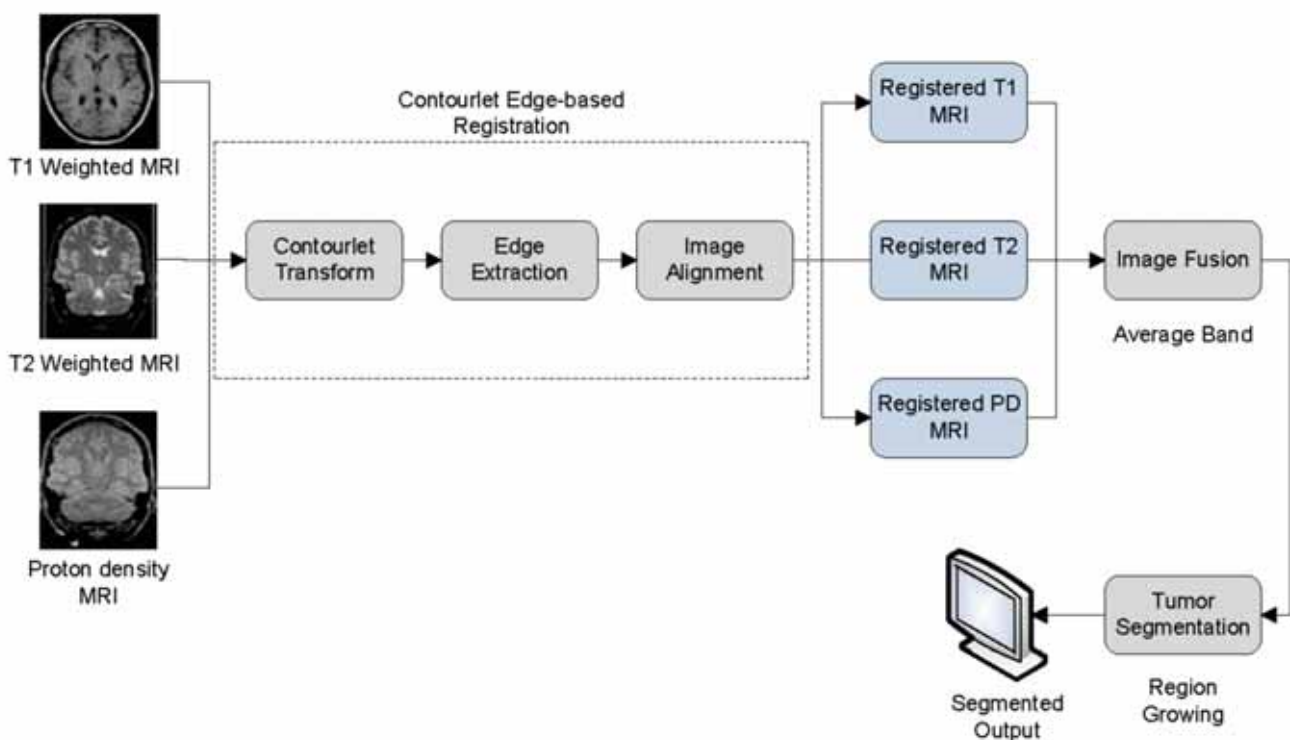 T1 Weighted MRI
T2 Weighted MRI
Proton density
MRI
Contourlet Edge-based
Registration
Contourlet
Transform
Edge
Extraction
Image
Alignment
Registered T1
MRI
Registered T2
MRI
Registered PD
MRI
Image Fusion
Average Band
Tumor
Segmentation
Region
Growing
Segmented
Output